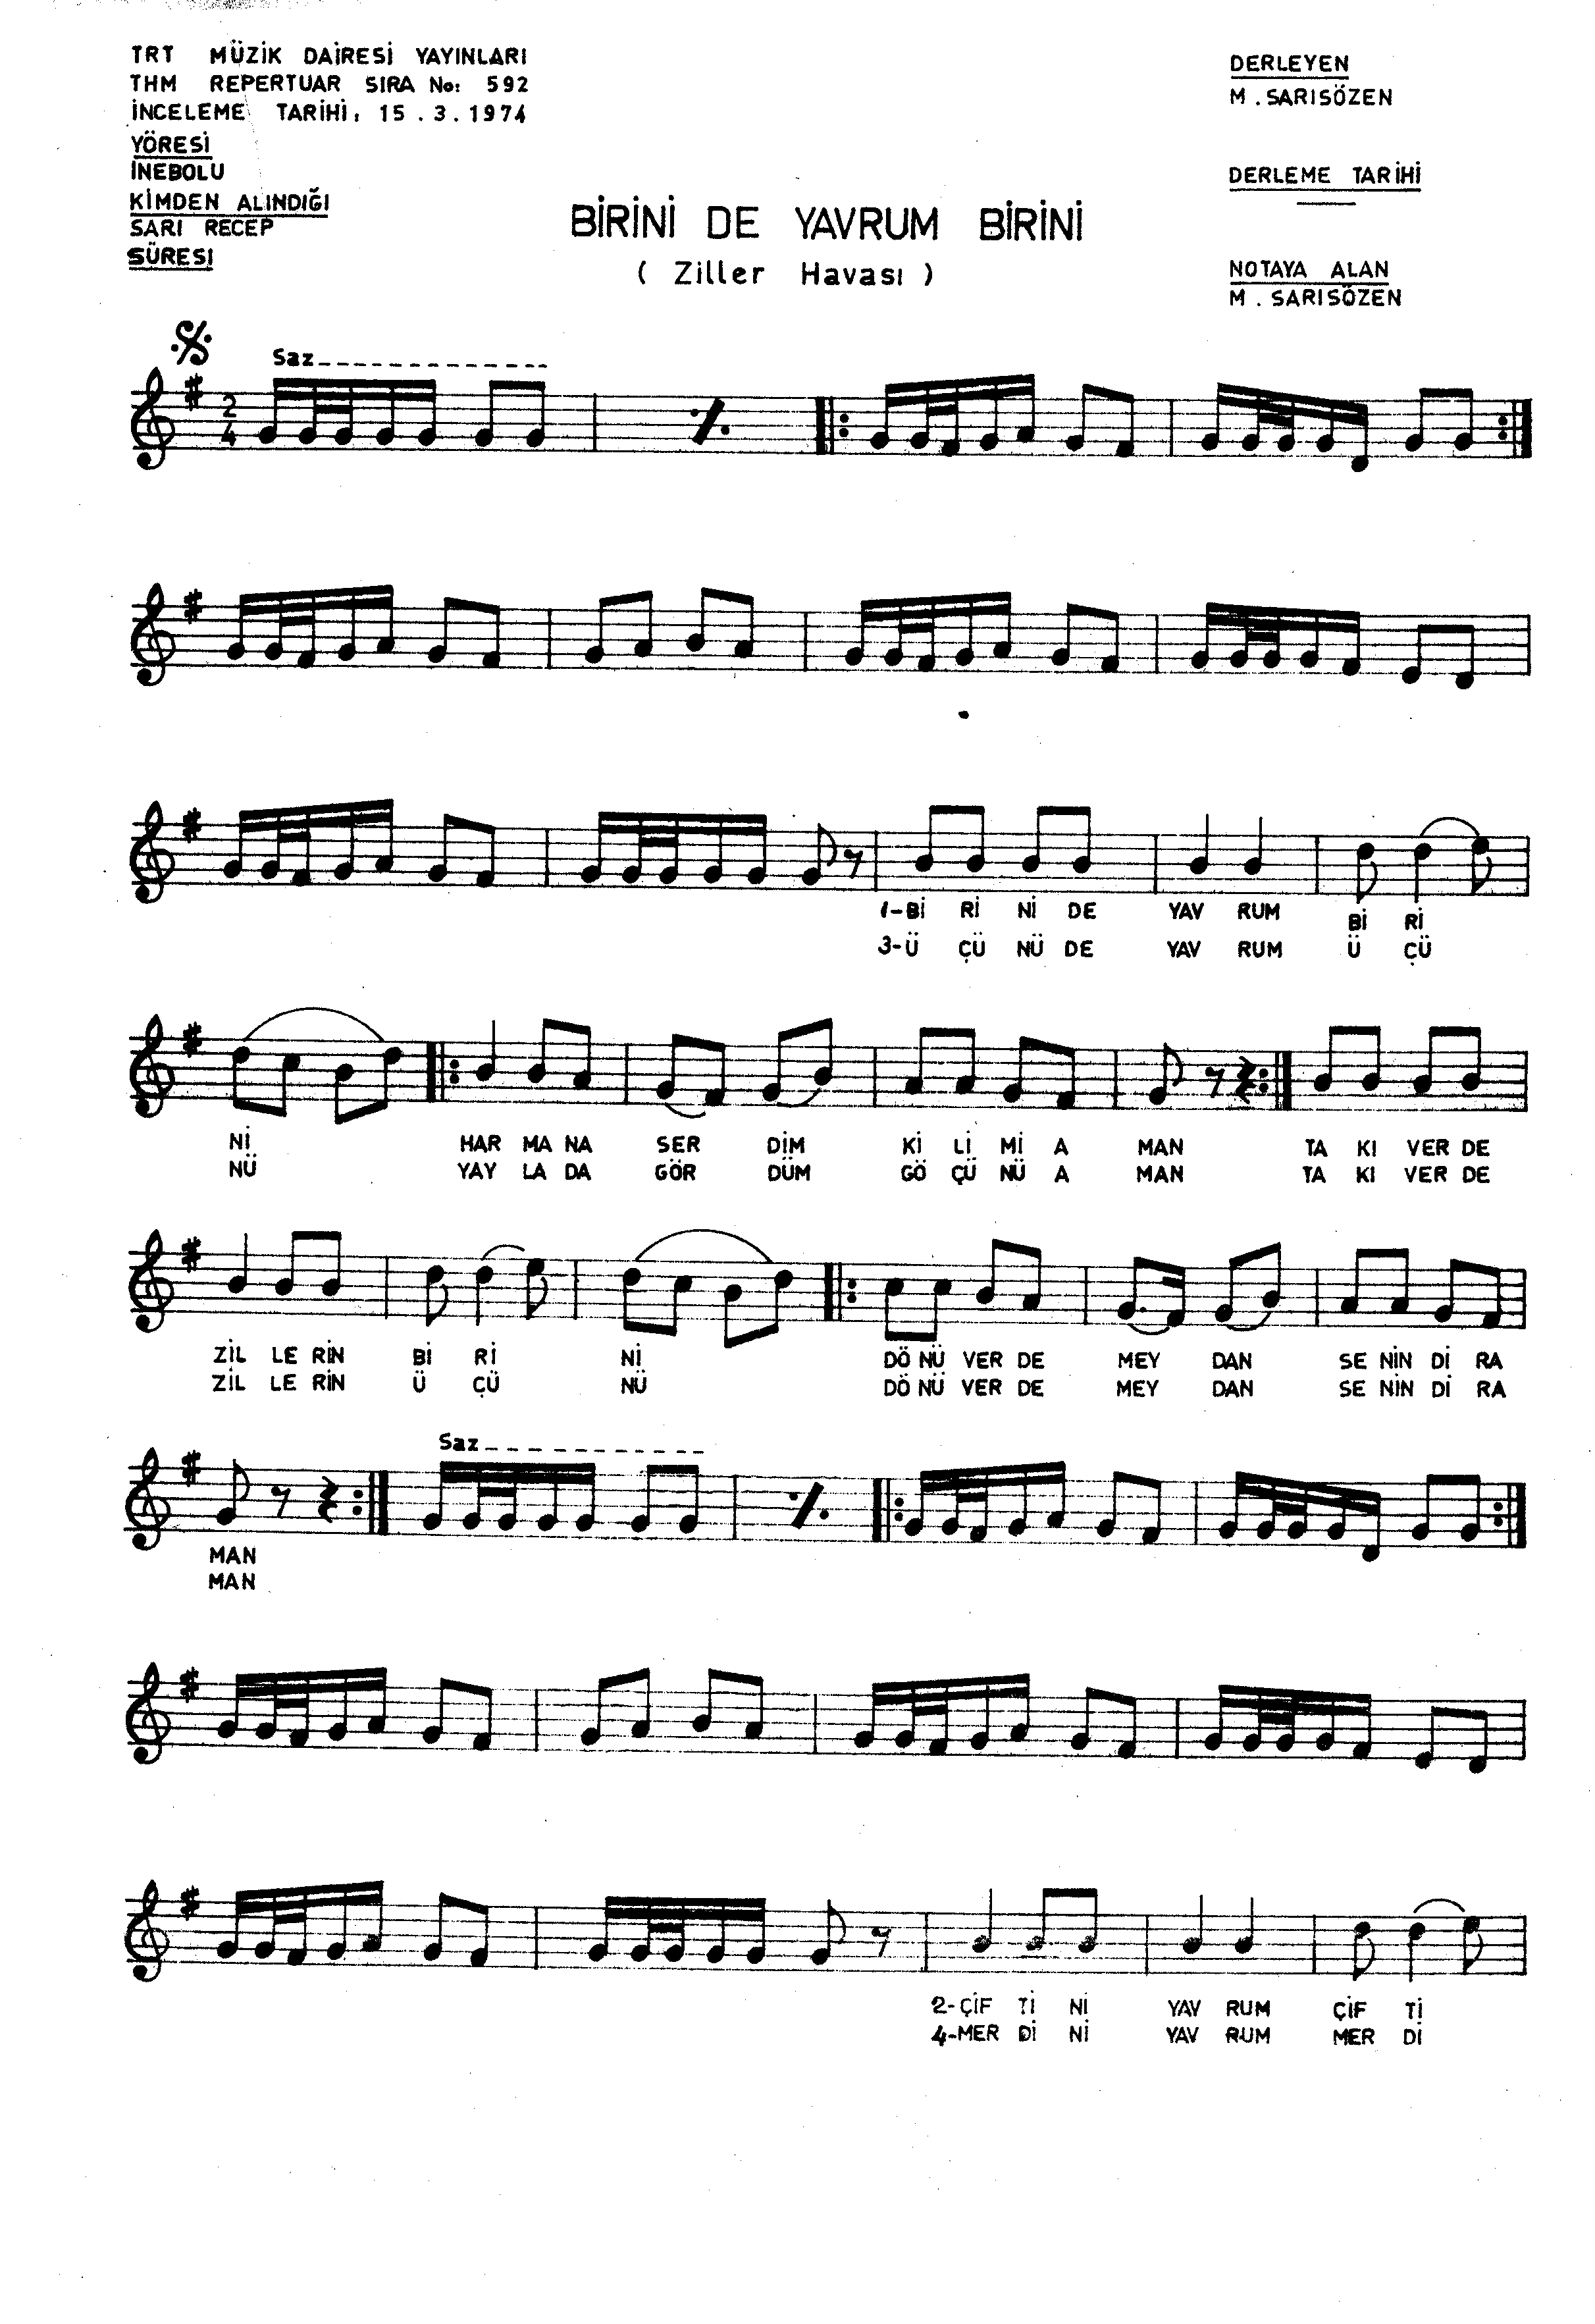 TRT MÜZİK DAİRESİ YAYINLARI
THM REPERTUAR SIRA No: 592
İNCELEME TARİHİ: 15.3.1974
YÖRESİ
İNEBOLU
KİMDEN ALINDIĞI
SARI RECEP
SÜRESI
DERLEYEN
M. SARISÖZEN
DERLEME TARİHİ
NOTAYA ALAN
M. SARISÖZEN
BİRİNİ DE YAVRUM BİRİNİ
( Ziller Havası )
Saz
2
4
1-Bİ Rİ Nİ DE YAV RUM Bİ Rİ
3-Ü ÇÜ NÜ DE YAV RUM Ü ÇÜ
Nİ HAR MA NA SER DİM Kİ Lİ Mİ A MAN TA KI VER DE
NÜ YAY LA DA GÖR DÜM GÖ ÇÜ NÜ A MAN TA KI VER DE
ZİL LE RİN Bİ Rİ Nİ DÖ NÜ VER DE MEY DAN SE NİN Dİ RA
ZİL LE RİN Ü ÇÜ NÜ DÖ NÜ VER DE MEY DAN SE NİN Dİ RA
Saz
MAN
MAN
2-ÇİF Tİ Nİ YAV RUM ÇİF Tİ
4-MER Dİ Nİ YAV RUM MER Dİ